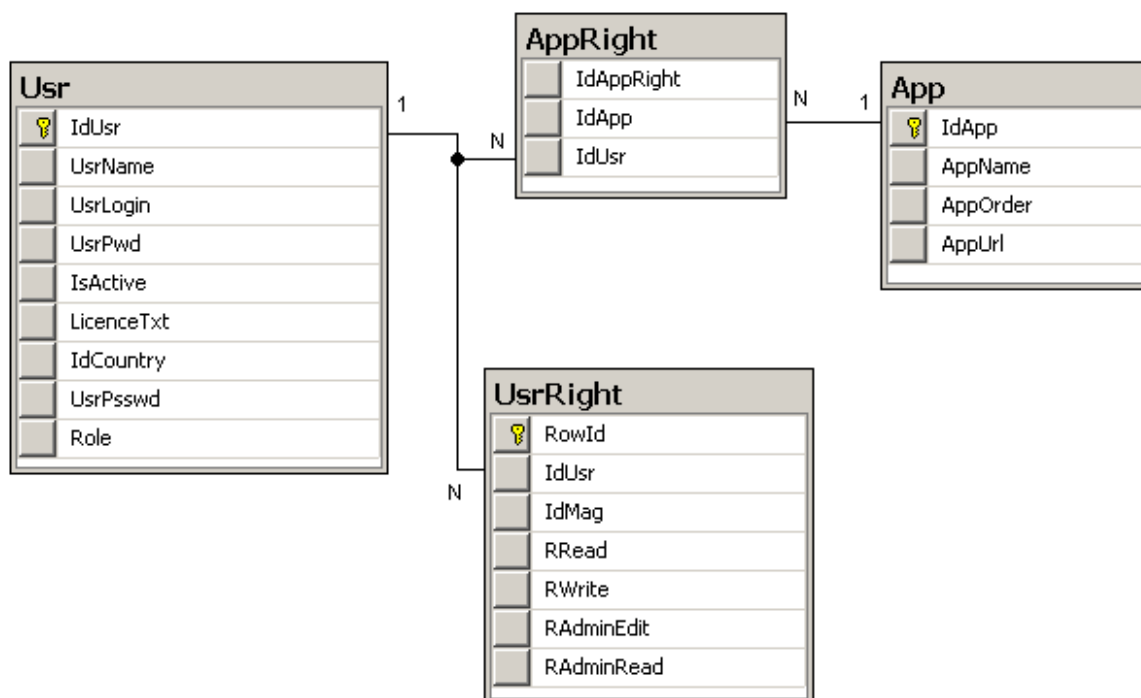 Usr
IdUsr
UsrName
UsrLogin
UsrPwd
IsActive
LicenceTxt
IdCountry
UsrPsswd
Role
1
N
AppRight
IdAppRight
IdApp
IdUsr
N
1
App
IdApp
AppName
AppOrder
AppUrl
N
UsrRight
RowId
IdUsr
IdMag
RRead
RWrite
RAdminEdit
RAdminRead